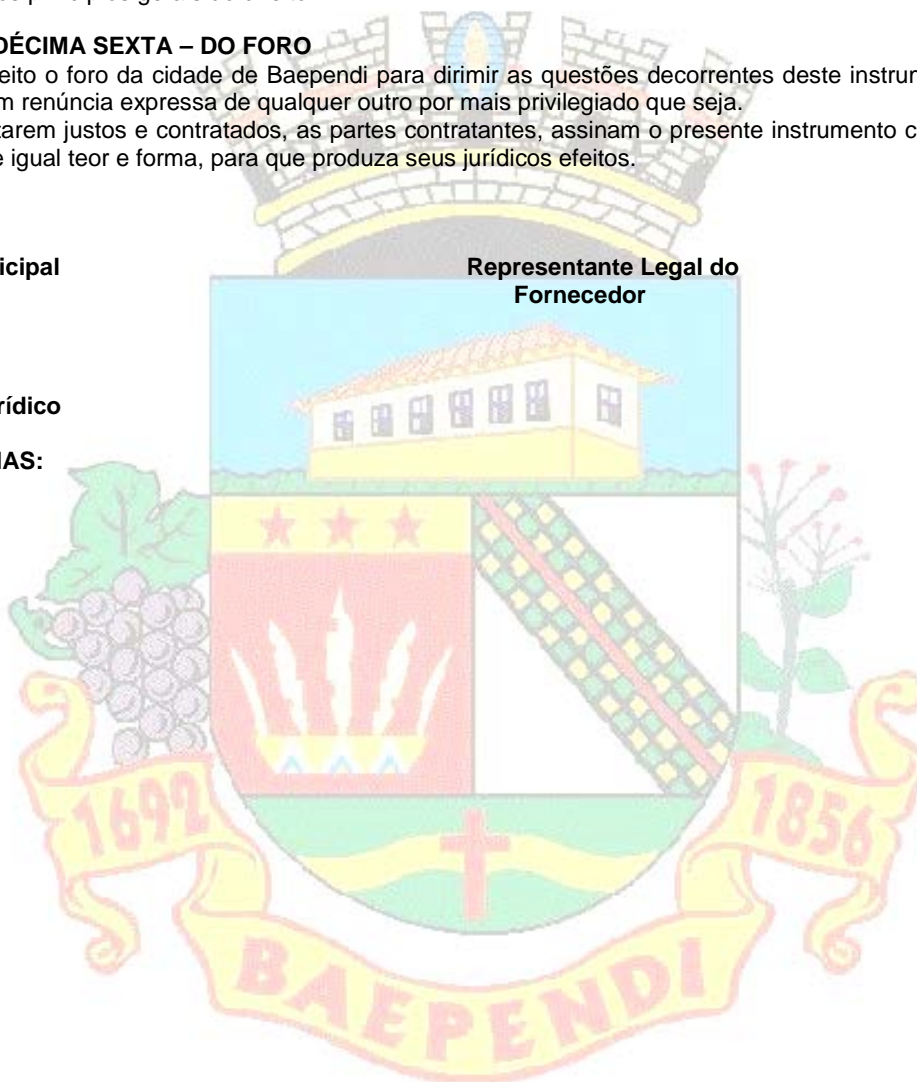 DÉCIMA SEXTA – DO FORO
eito o foro da cidade de Baependi para dirimir as questões decorrentes deste instrum
m renúncia expressa de qualquer outro por mais privilegiado que seja.
tarem justos e contratados, as partes contratantes, assinam o presente instrumento c
e igual teor e forma, para que produza seus jurídicos efeitos.
icipal Representante Legal do
Fornecedor
rídico
HAS:
1692 1856
BAEPENDI